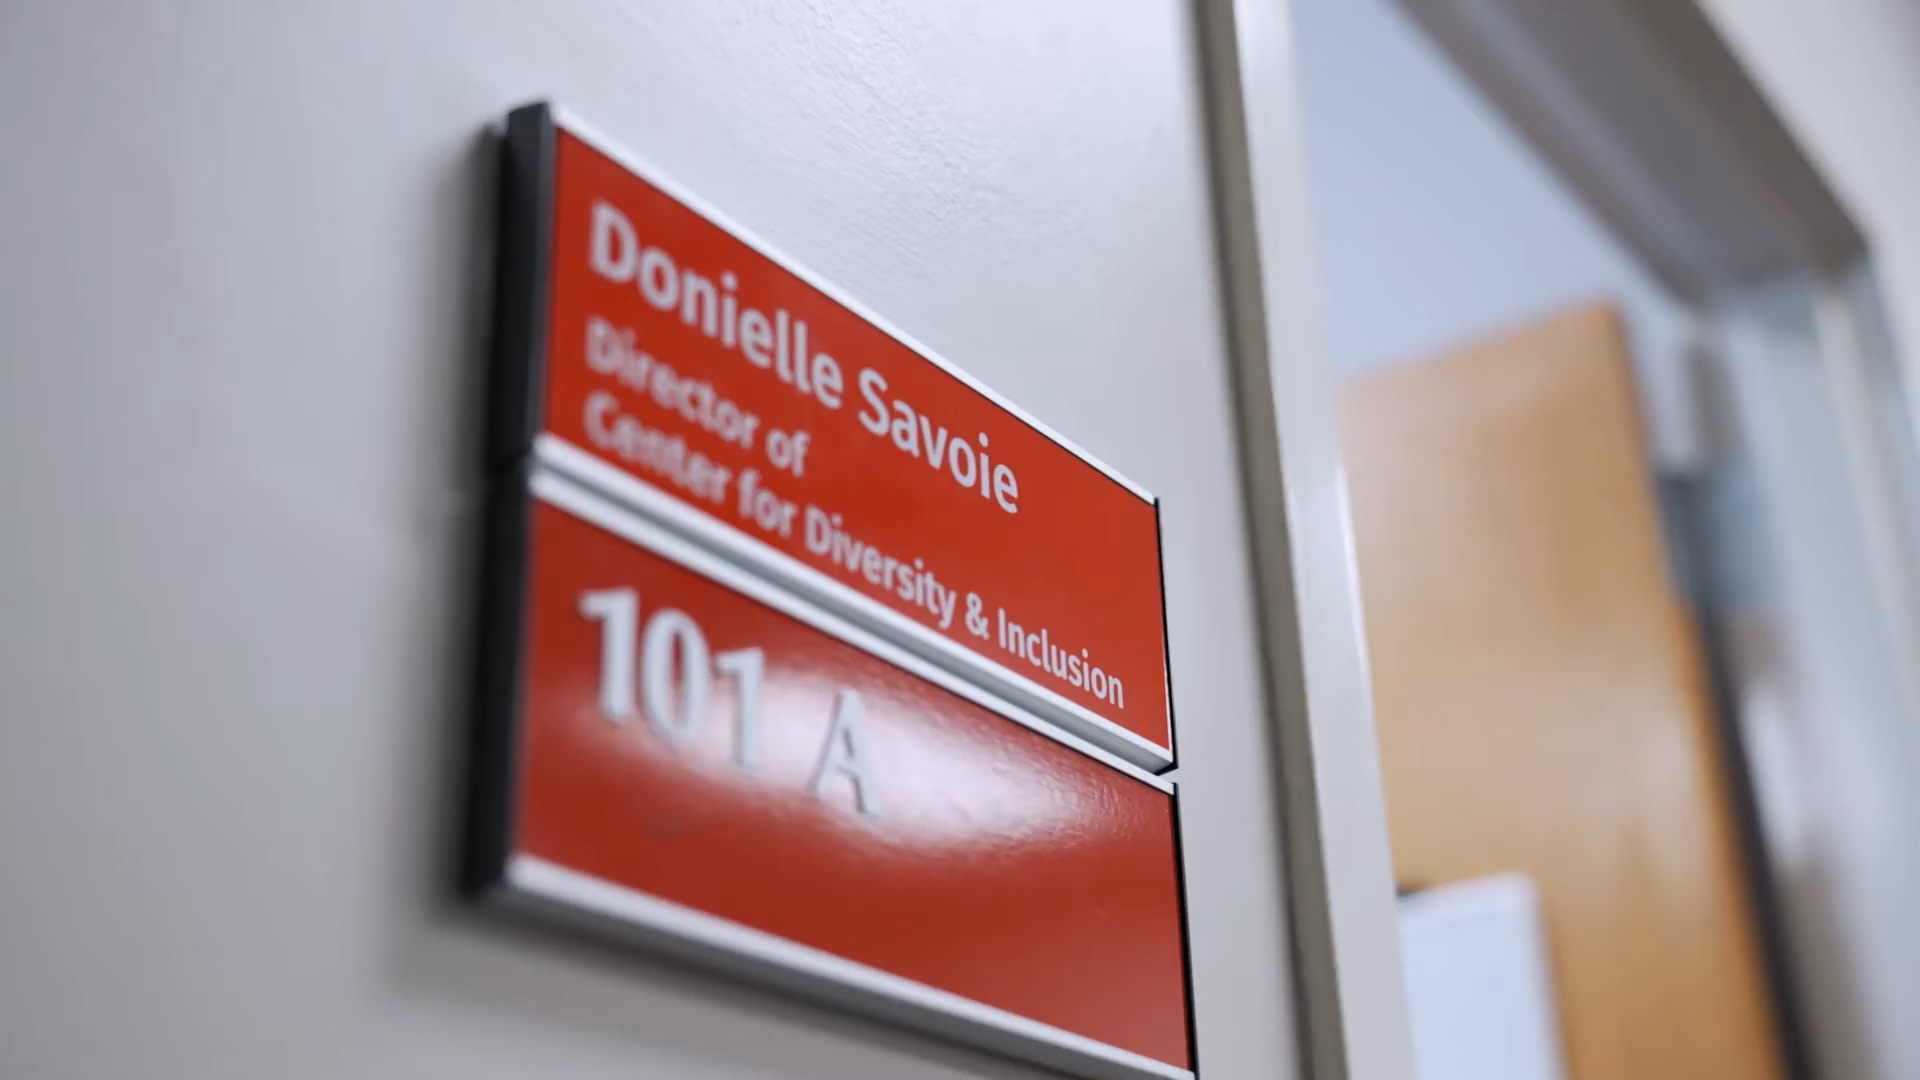 Donielle Savoie
Director of
Center for Diversity & Inclusion
101 A